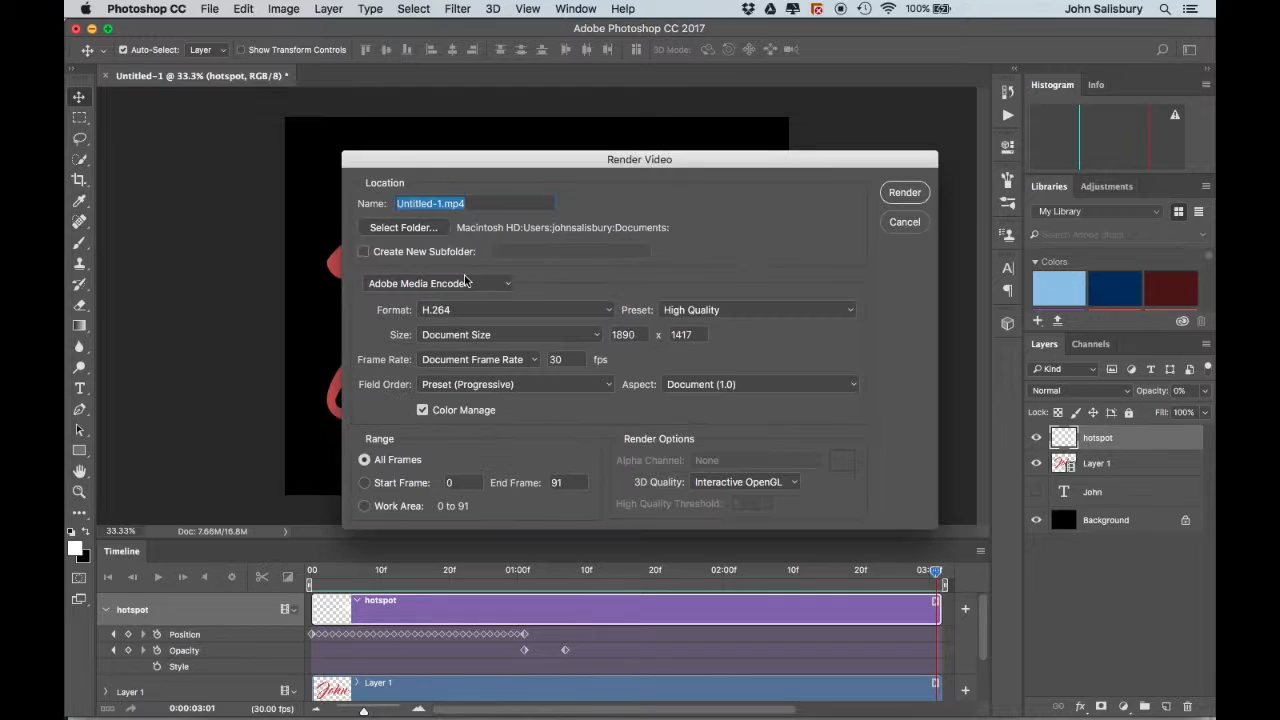 Photoshop CC File Edit Image Layer Type Select Filter 3D View Window Help 100% John Salisbury
Adobe Photoshop CC 2017
Auto-Select: Layer Show Transform Controls 3D Mode:
Untitled-1 @ 33.3% (hotspot, RGB/8) *
Histogram Info
Render Video
Location
Name: Untitled-1.mp4
Render
Select Folder... Macintosh HD:Users:johnsalisbury:Documents:
Cancel
Create New Subfolder:
Adobe Media Encoder
Format: H.264 Preset: High Quality
Size: Document Size 1890 x 1417
Frame Rate: Document Frame Rate 30 fps
Field Order: Preset (Progressive) Aspect: Document (1.0)
Color Manage
Range
All Frames
Start Frame: 0 End Frame: 91
Work Area: 0 to 91
Render Options
Alpha Channel: None
3D Quality: Interactive OpenGL
High Quality Threshold: 5
Libraries Adjustments
My Library
Search Adobe Stock
Colors
Layers Channels
Kind
Normal Opacity: 0%
Lock: Fill: 100%
hotspot
Layer 1
T John
Background
33.33% Doc: 7.66M/16.8M
Timeline
00 10f 20f 01:00f 10f 20f 02:00f 10f 20f 03:0
hotspot hotspot
Position
Opacity
Style
Layer 1 John Layer 1
0:00:03:01 (30.00 fps)